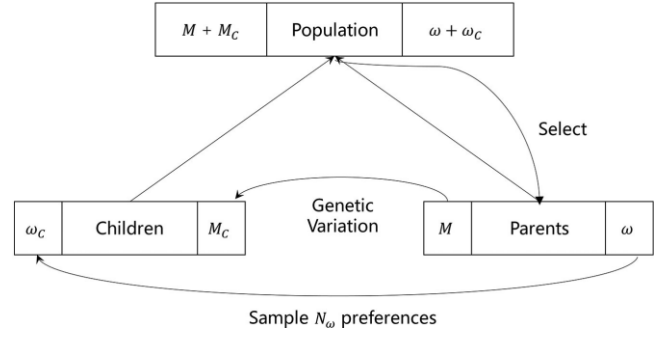 M + M_C Population ω + ω_C
Select
Genetic
Variation
ω_C Children M_C
M Parents ω
Sample N_ω preferences